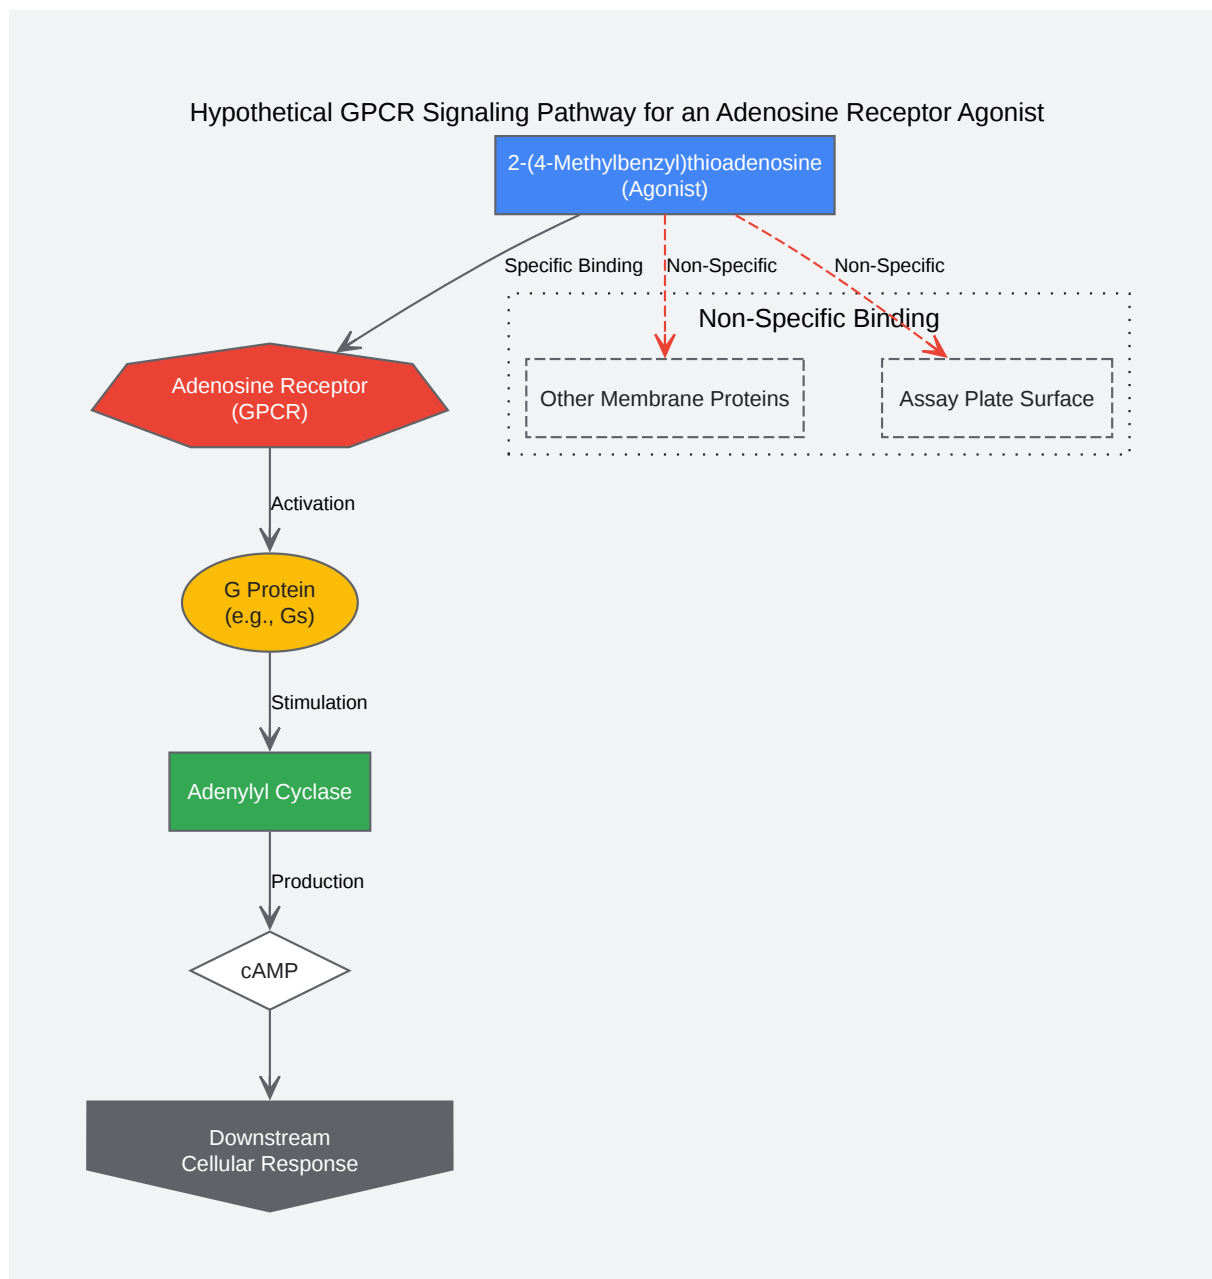 Hypothetical GPCR Signaling Pathway for an Adenosine Receptor Agonist
2-(4-Methylbenzyl)thioadenosine
(Agonist)
Specific Binding
Non-Specific
Non-Specific
Non-Specific Binding
Adenosine Receptor
(GPCR)
Other Membrane Proteins
Assay Plate Surface
Activation
G Protein
(e.g., Gs)
Stimulation
Adenylyl Cyclase
Production
cAMP
Downstream
Cellular Response